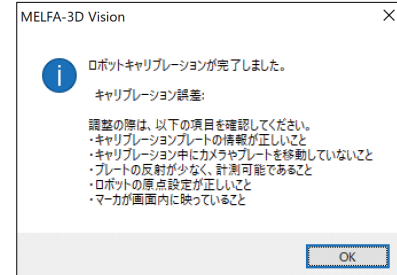 MELFA-3D Vision
ロボットキャリブレーションが完了しました。
キャリブレーション誤差:
調整の際は、以下の項目を確認してください。
・キャリブレーションプレートの情報が正しいこと
・キャリブレーション中にカメラやプレートを移動していないこと
・プレートの反射が少なく、計測可能であること
・ロボットの原点設定が正しいこと
・マーカが画面内に映っていること
OK